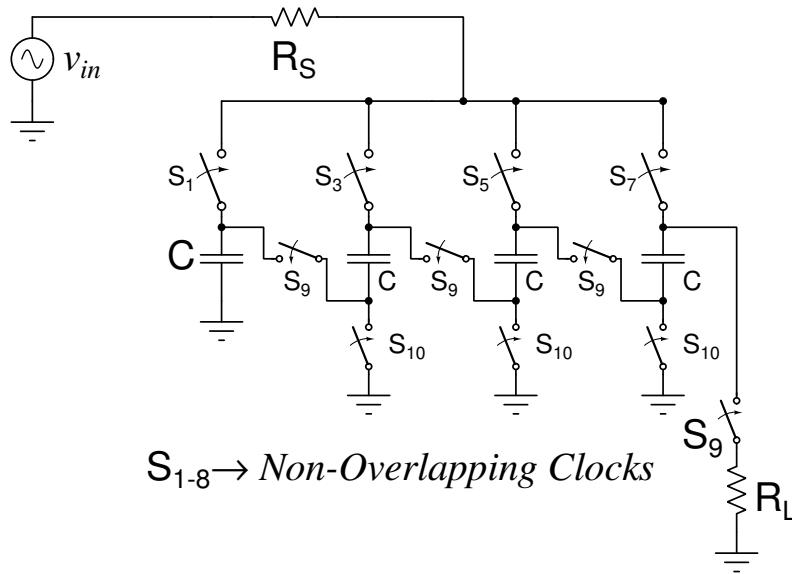 v_in
R_S
S_1
S_3
S_5
S_7
C
S_9
C
S_9
C
S_9
C
S_10
S_10
S_10
S_9
S_1-8→ Non-Overlapping Clocks
R_L